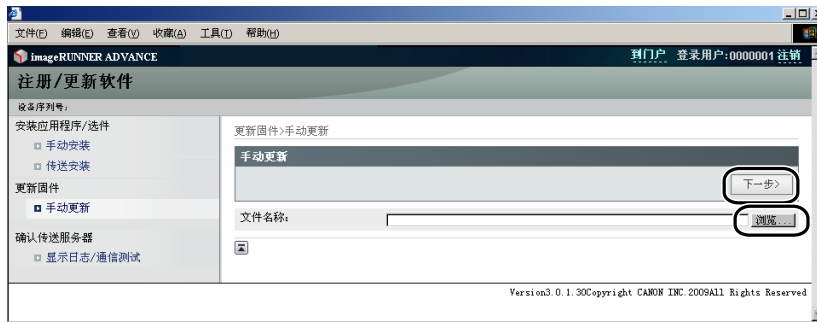 文件(F) 编辑(E) 查看(V) 收藏(A) 工具(T) 帮助(H)
imageRUNNER ADVANCE 到门户 登录用户:0000001 注销
注册/更新软件
设备序列号:
安装应用程序/选件
手动安装
传送安装
更新固件
手动更新
确认传送服务器
显示日志/通信测试
更新固件>手动更新
手动更新
下一步>
文件名称: 浏览...
Version3.0.1.30Copyright CANON INC.2009All Rights Reserved